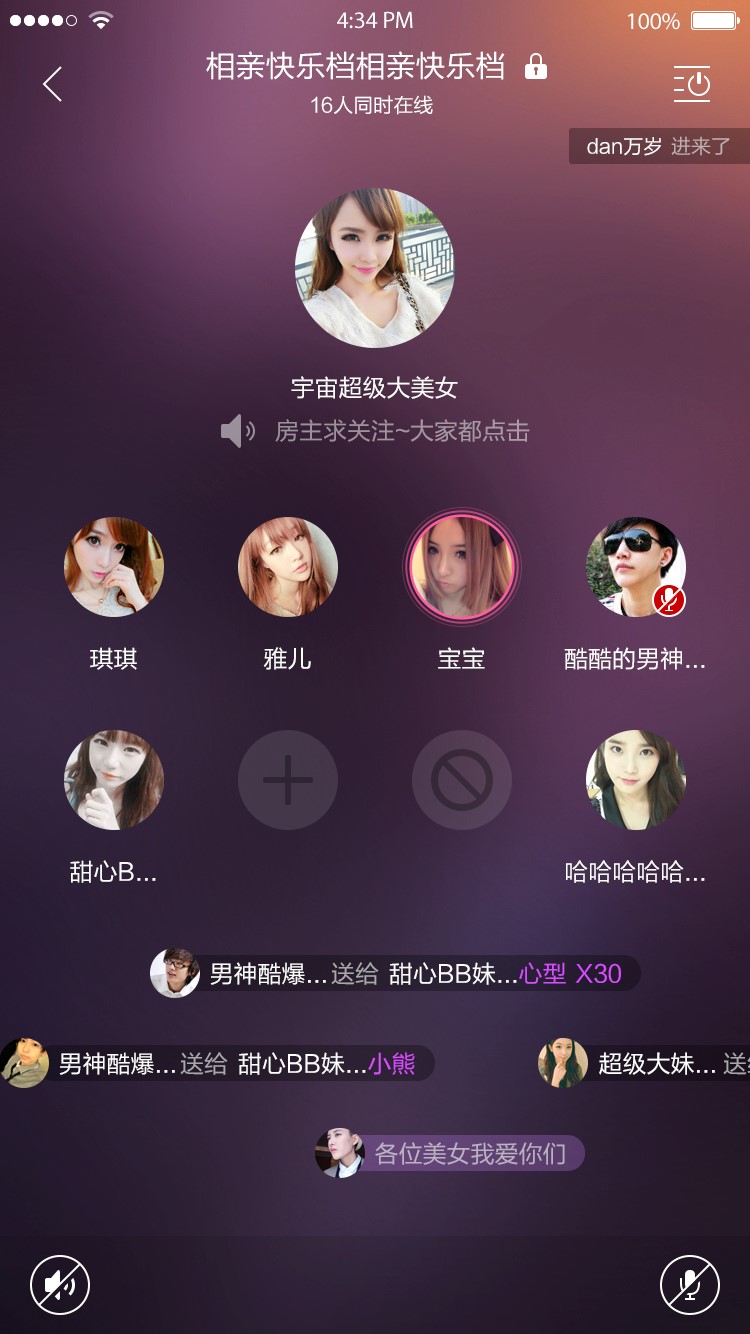 4:34 PM
100%
相亲快乐档相亲快乐档
16人同时在线
dan万岁 进来了
宇宙超级大美女
房主求关注~大家都点击
琪琪
雅儿
宝宝
酷酷的男神...
甜心B...
哈哈哈哈哈...
男神酷爆...送给 甜心BB妹...心型 X30
男神酷爆...送给 甜心BB妹...小熊
超级大妹... 送
各位美女我爱你们